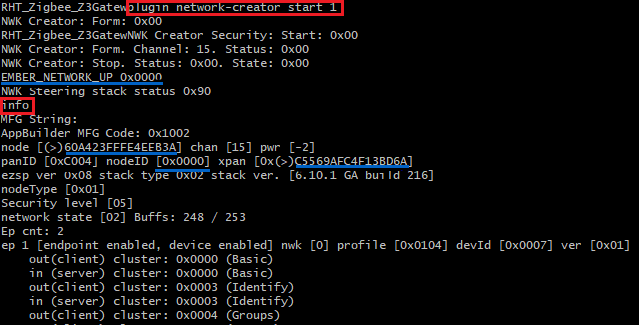 RHT_Zigbee_Z3Gatewplugin network-creator start 1
NWK Creator: Form: 0x00
RHT_Zigbee_Z3GatewNWK Creator Security: Start: 0x00
NWK Creator: Form. Channel: 15. Status: 0x00
NWK Creator: Stop. Status: 0x00. State: 0x00
EMBER_NETWORK_UP 0x0000
NWK Steering stack status 0x90
info
MFG String:
AppBuilder MFG Code: 0x1002
node [(>)60A423FFFE4EEB3A] chan [15] pwr [-2]
panID [0xC004] nodeID [0x0000] xpan [0x(>)C5569AFC4F13BD6A]
ezsp ver 0x08 stack type 0x02 stack ver. [6.10.1 GA build 216]
nodeType [0x01]
Security level [05]
network state [02] Buffs: 248 / 253
Ep cnt: 2
ep 1 [endpoint enabled, device enabled] nwk [0] profile [0x0104] devId [0x0007] ver [0x01]
out(client) cluster: 0x0000 (Basic)
in (server) cluster: 0x0000 (Basic)
out(client) cluster: 0x0003 (Identify)
in (server) cluster: 0x0003 (Identify)
out(client) cluster: 0x0004 (Groups)